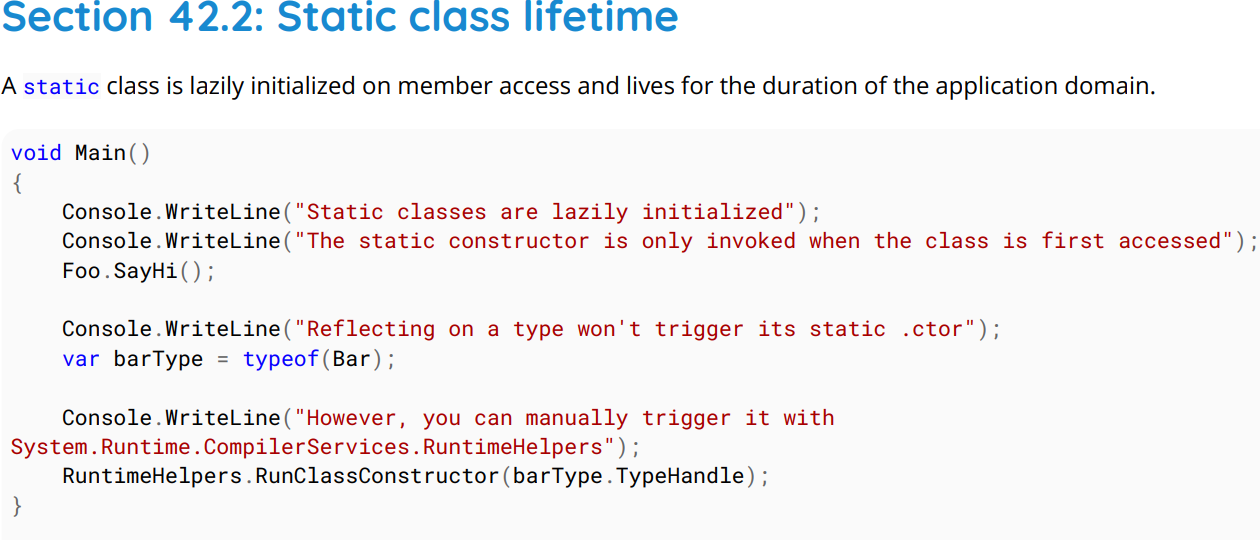 Section 42.2: Static class lifetime
A static class is lazily initialized on member access and lives for the duration of the application domain.
void Main()
{
    Console.WriteLine("Static classes are lazily initialized");
    Console.WriteLine("The static constructor is only invoked when the class is first accessed");
    Foo.SayHi();

    Console.WriteLine("Reflecting on a type won't trigger its static .ctor");
    var barType = typeof(Bar);

    Console.WriteLine("However, you can manually trigger it with
System.Runtime.CompilerServices.RuntimeHelpers");
    RuntimeHelpers.RunClassConstructor(barType.TypeHandle);
}